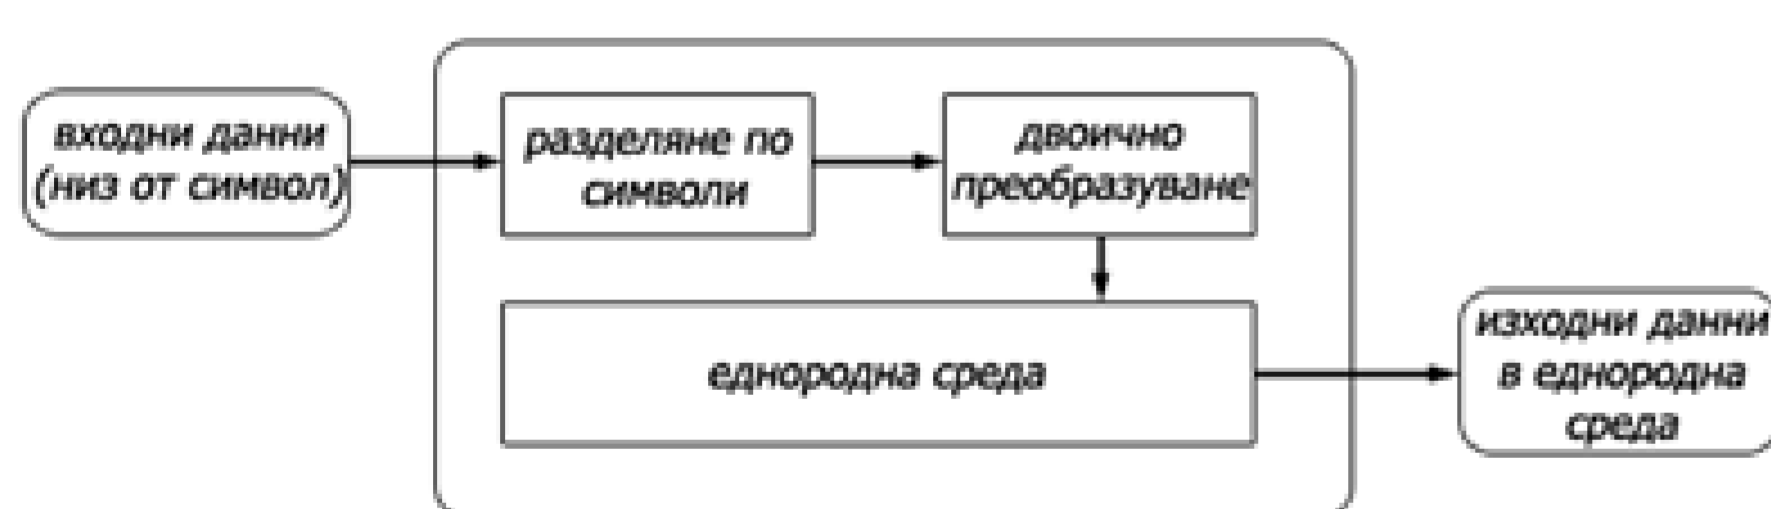 входни данни
(низ от символ)
разделяне по
символи
двоично
преобразуване
еднородна среда
изходни данни
в еднородна
среда